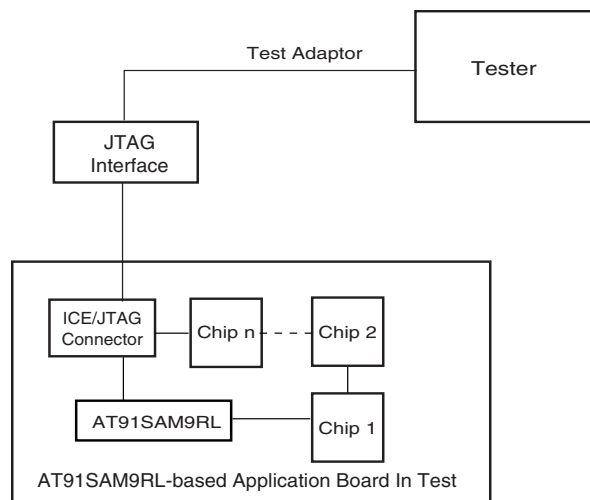 Test Adaptor
Tester
JTAG
Interface
ICE/JTAG
Connector
Chip n
Chip 2
AT91SAM9RL
Chip 1
AT91SAM9RL-based Application Board In Test